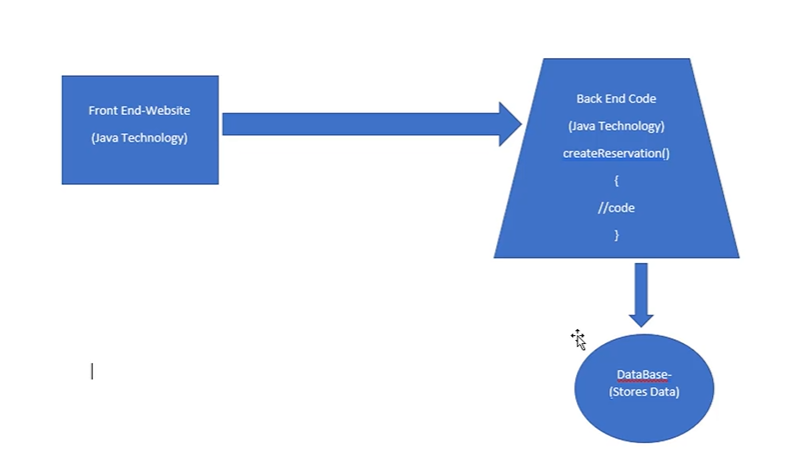 Front End-Website
(Java Technology)
Back End Code
(Java Technology)
createReservation()
{
//code
}
DataBase-
(Stores Data)